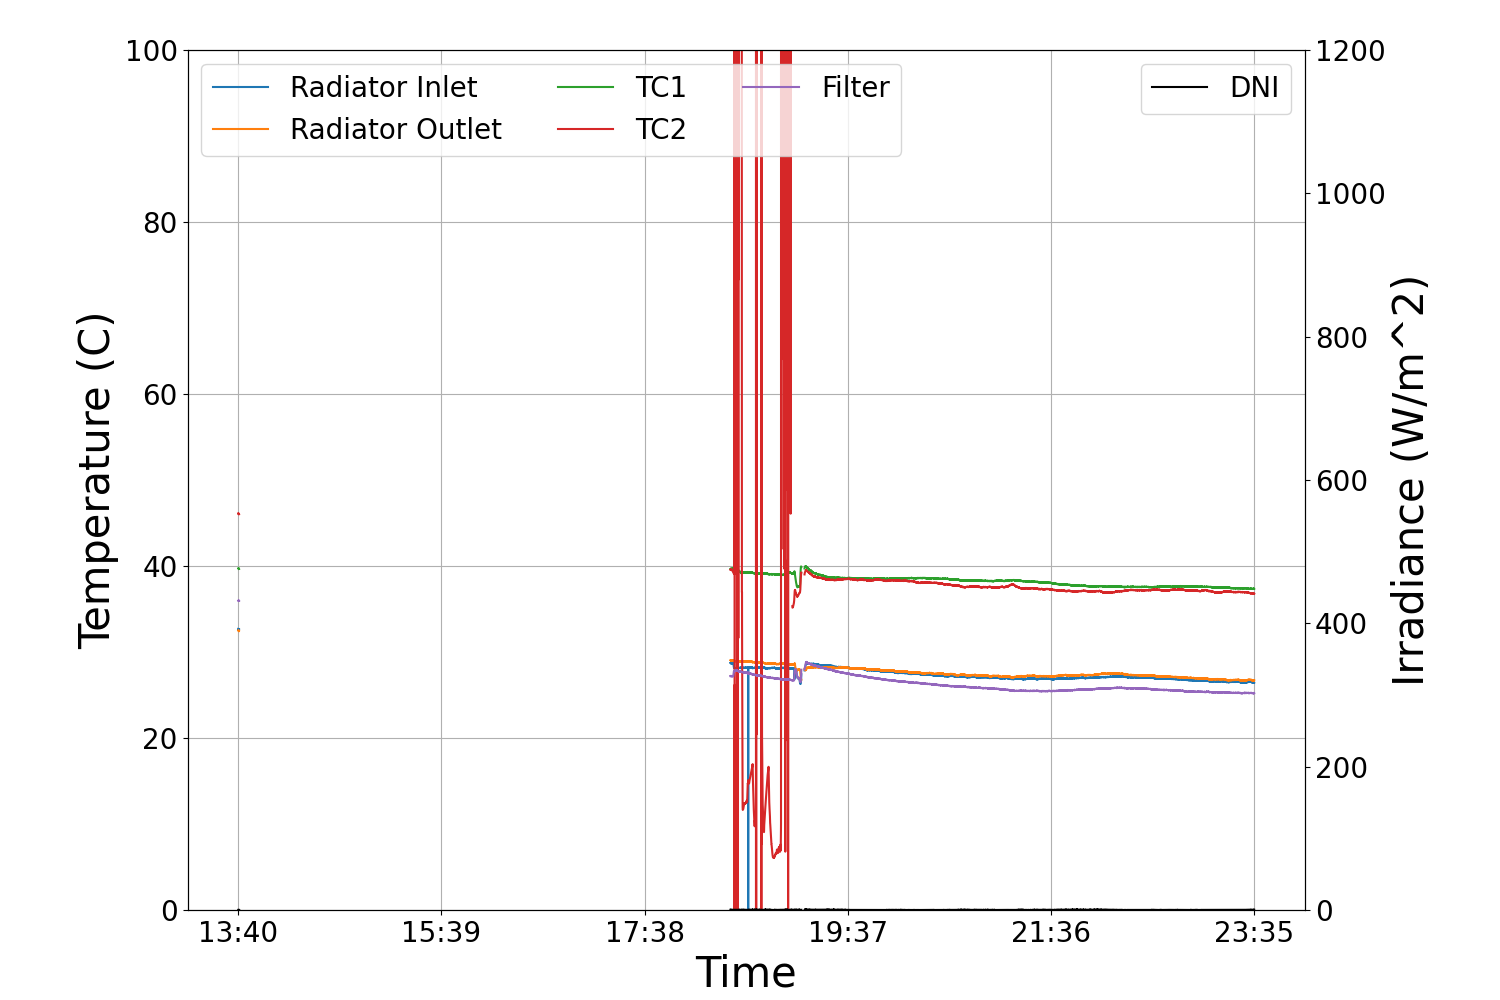 100
80
60
40
20
0
Temperature (C)
Radiator Inlet
Radiator Outlet
TC1
TC2
Filter
DNI
1200
1000
800
600
400
200
0
Irradiance (W/m^2)
13:40 15:39 17:38 19:37 21:36 23:35
Time